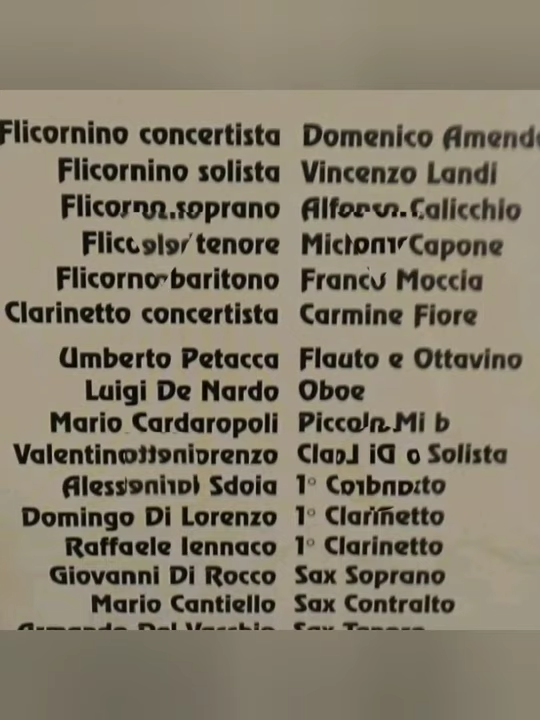 Flicornino concertista Domenico
Flicornino solista Vincenzo Landi
soprano Calicchio
tenore Capone
Flicorno baritono Moccia
Clarinetto concertista Carmine Fiore
Umberto Petacca Flauto e Ottavino
Luigi De Nardo Oboe
Mario Cardaropoli Mi b
Solista
Sdoia 1°
Domingo Di Lorenzo 1° Clarinetto
Raffaele Iennaco 1° Clarinetto
Giovanni Di Rocco Sax Soprano
Mario Cantiello Sax Contralto